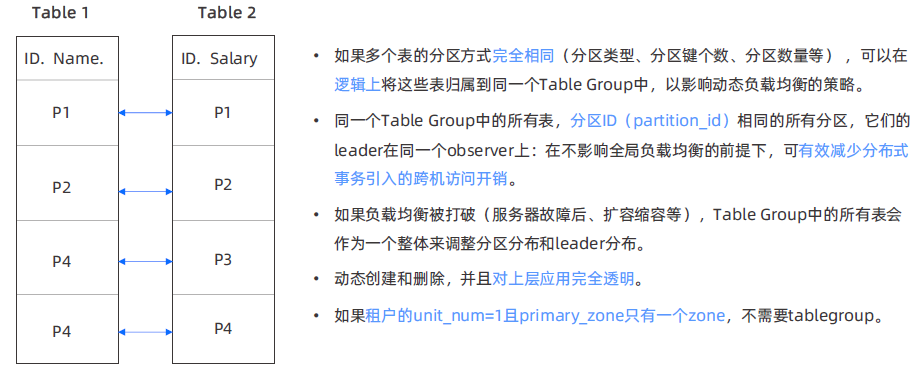 Table 1
Table 2
ID. Name.
ID. Salary
P1
P1
P2
P2
P4
P3
P4
P4
• 如果多个表的分区方式完全相同（分区类型、分区键个数、分区数量等），可以在
逻辑上将这些表归属到同一个Table Group中，以影响动态负载均衡的策略。
• 同一个Table Group中的所有表，分区ID（partition_id）相同的所有分区，它们的
leader在同一个observer上：在不影响全局负载均衡的前提下，可有效减少分布式
事务引入的跨机访问开销。
• 如果负载均衡被打破（服务器故障后、扩容缩容等），Table Group中的所有表会
作为一个整体来调整分区分布和leader分布。
• 动态创建和删除，并且对上层应用完全透明。
• 如果租户的unit_num=1且primary_zone只有一个zone，不需要tablegroup。